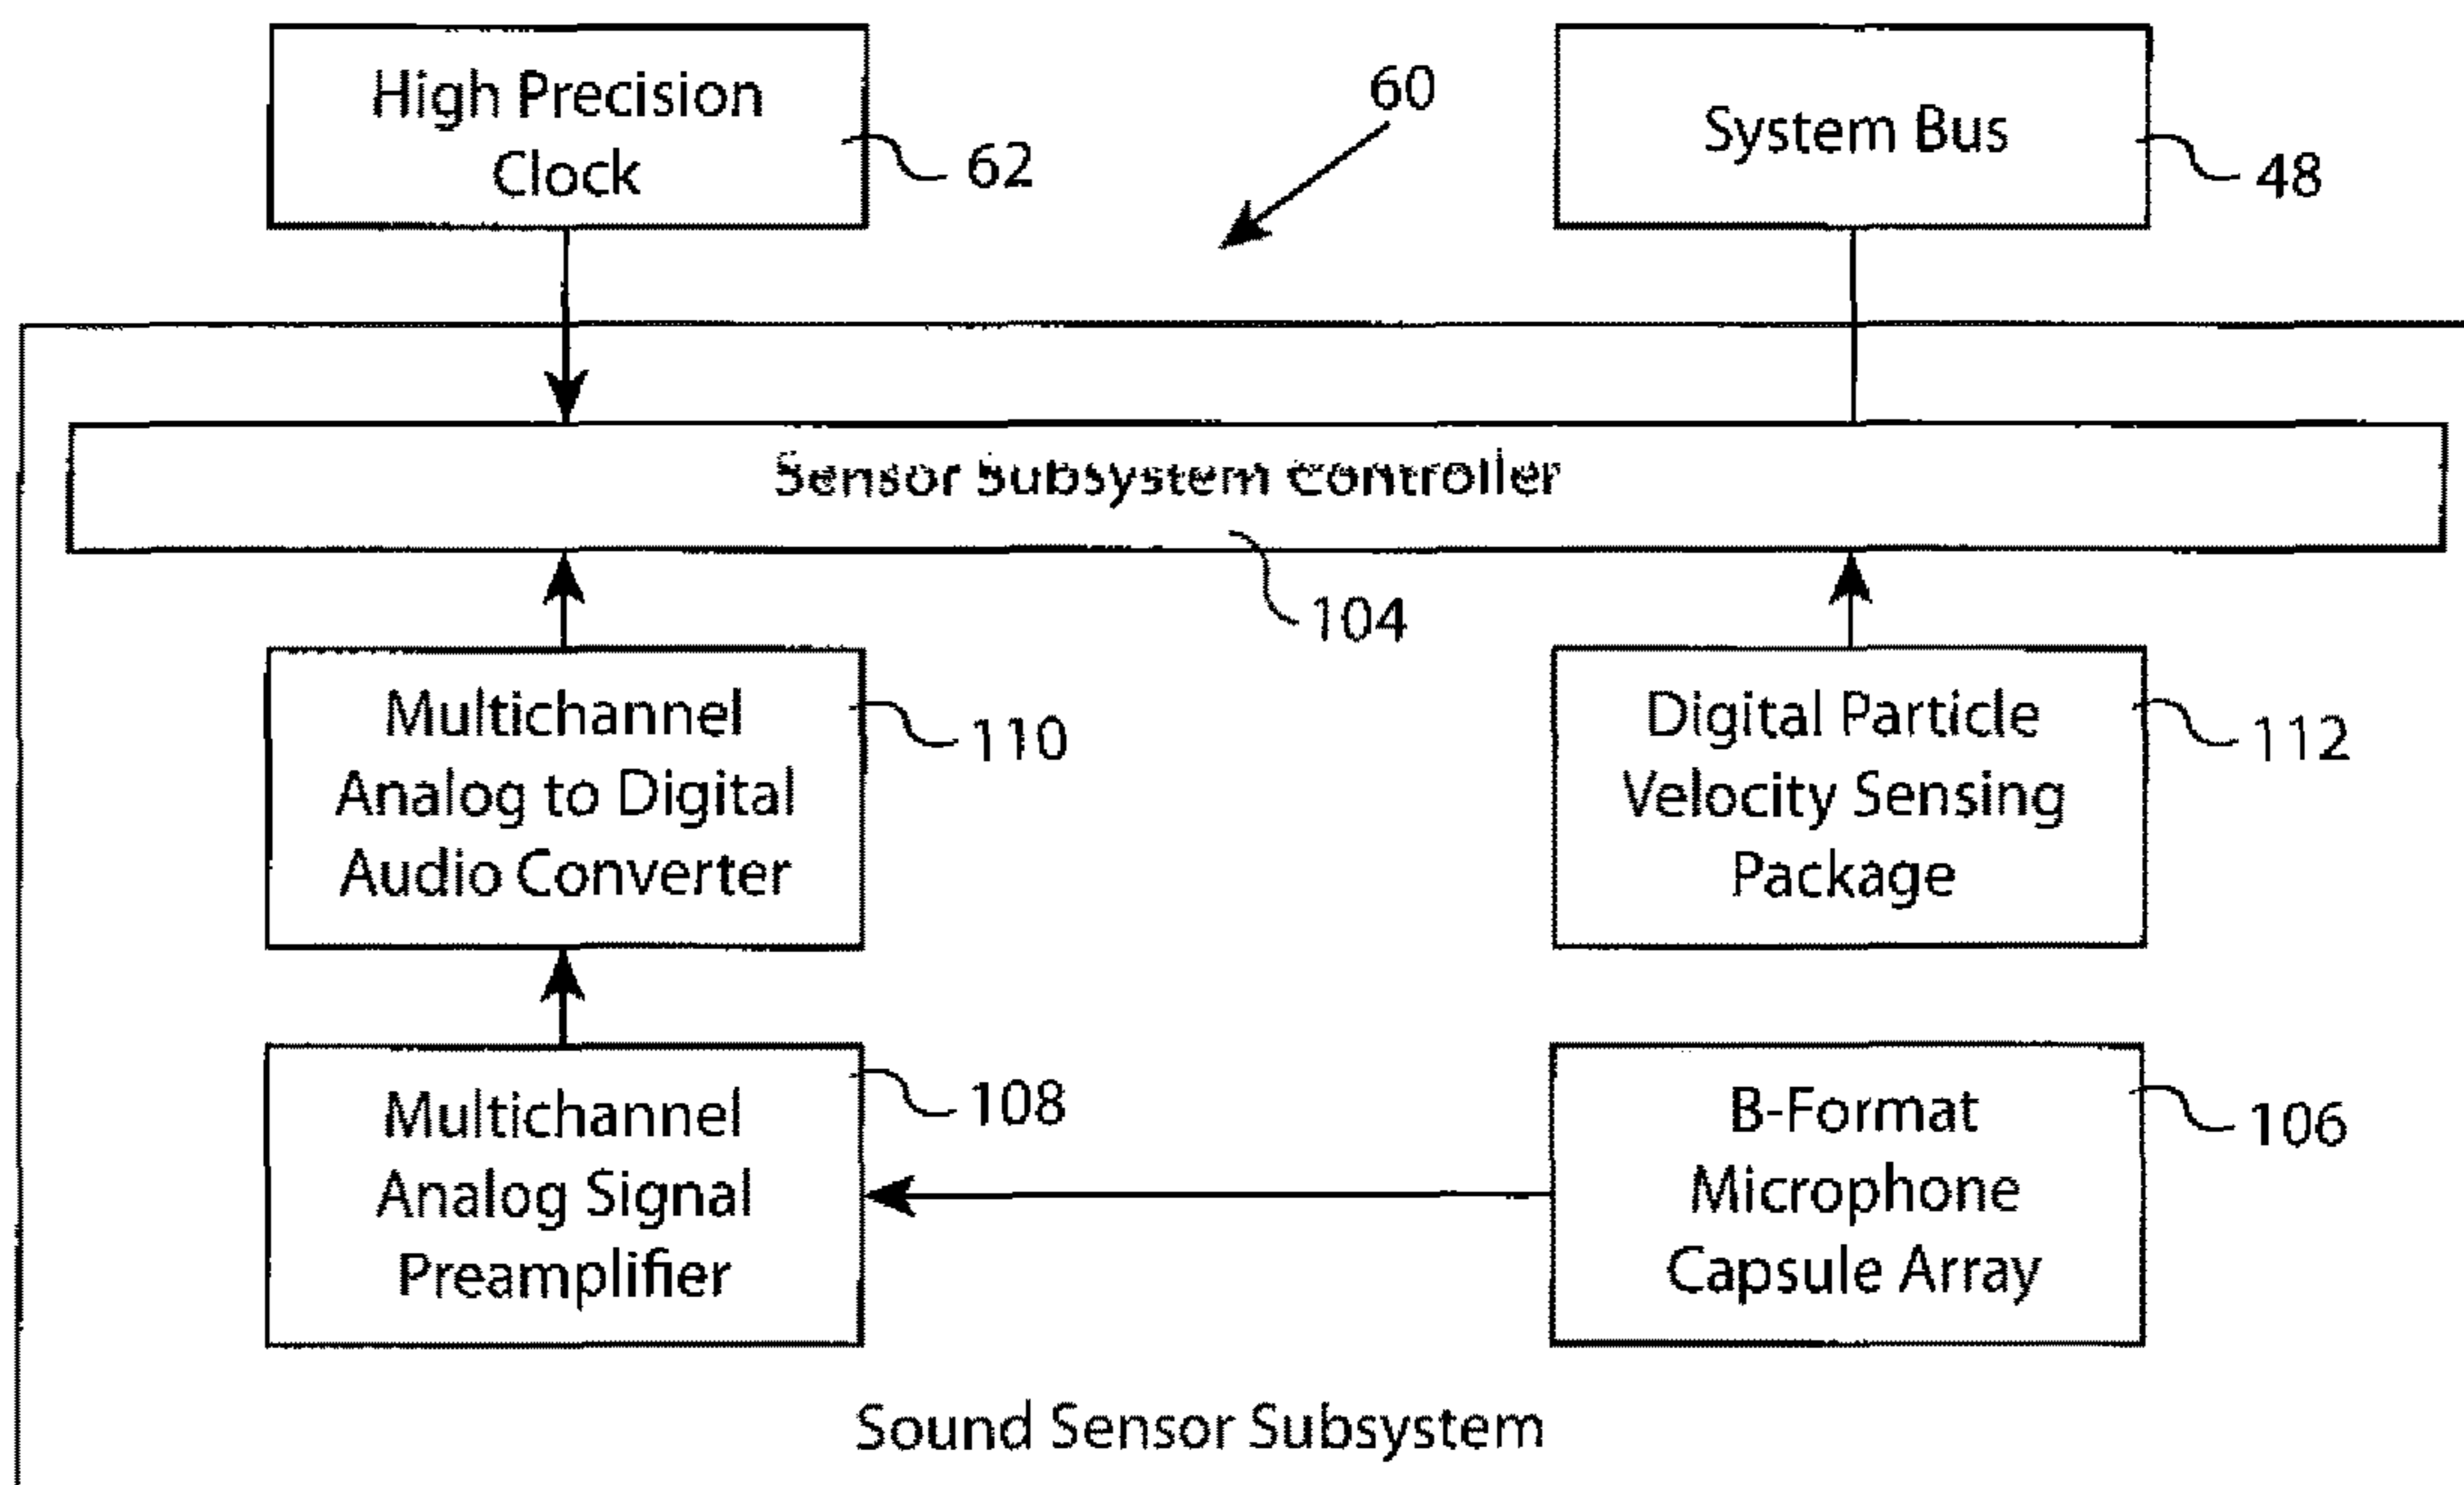 High Precision
Clock
62
60
System Bus
48
Sensor Subsystem Controller
104
Multichannel
Analog to Digital
Audio Converter
110
Digital Particle
Velocity Sensing
Package
112
Multichannel
Analog Signal
Preamplifier
108
B-Format
Microphone
Capsule Array
106
Sound Sensor Subsystem